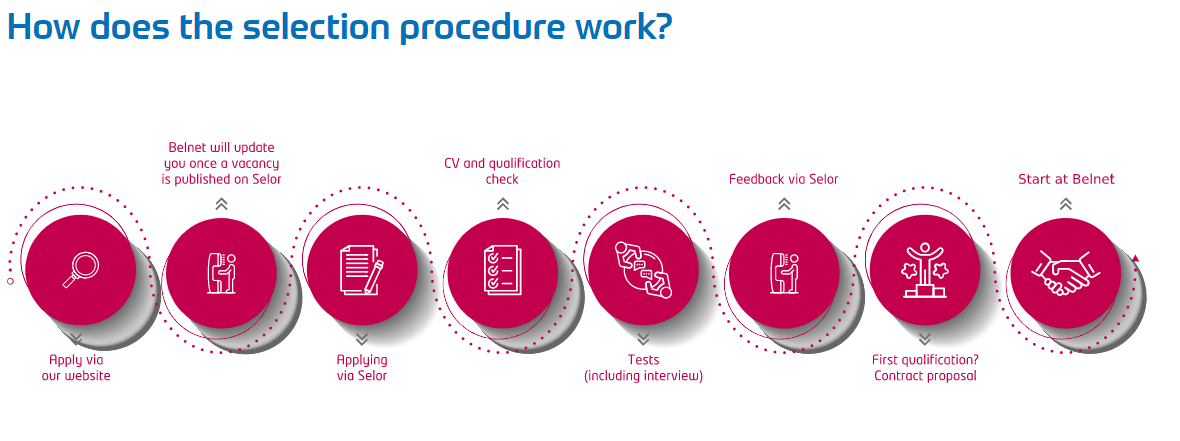 How does the selection procedure work?
Apply via
our website
Belnet will update
you once a vacancy
is published on Selor
Applying
via Selor
CV and qualification
check
Tests
(including interview)
Feedback via Selor
First qualification?
Contract proposal
Start at Belnet